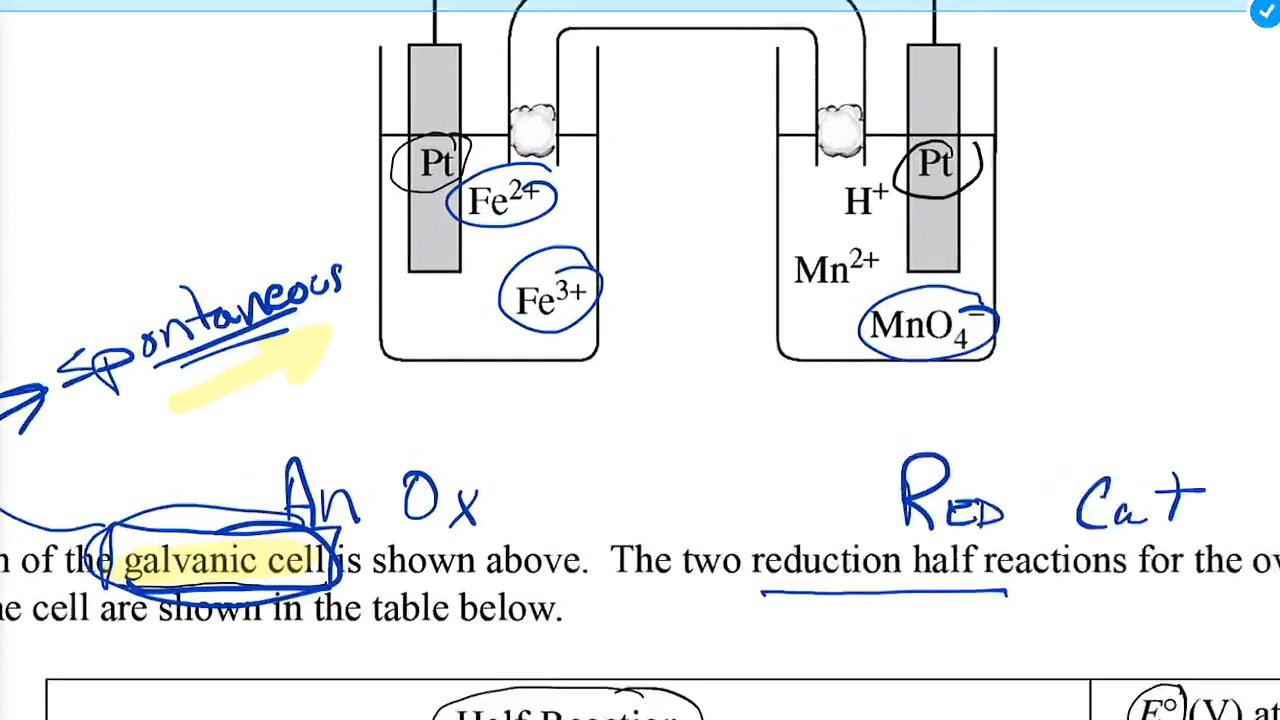 Pt
Pt
Fe²⁺
H⁺
Mn²⁺
Fe³⁺
MnO₄⁻
spontaneous
An Ox
RED Cat
of the galvanic cell is shown above. The two reduction half reactions for the
cell are shown in the table below.
Half Reaction
E° (V) at